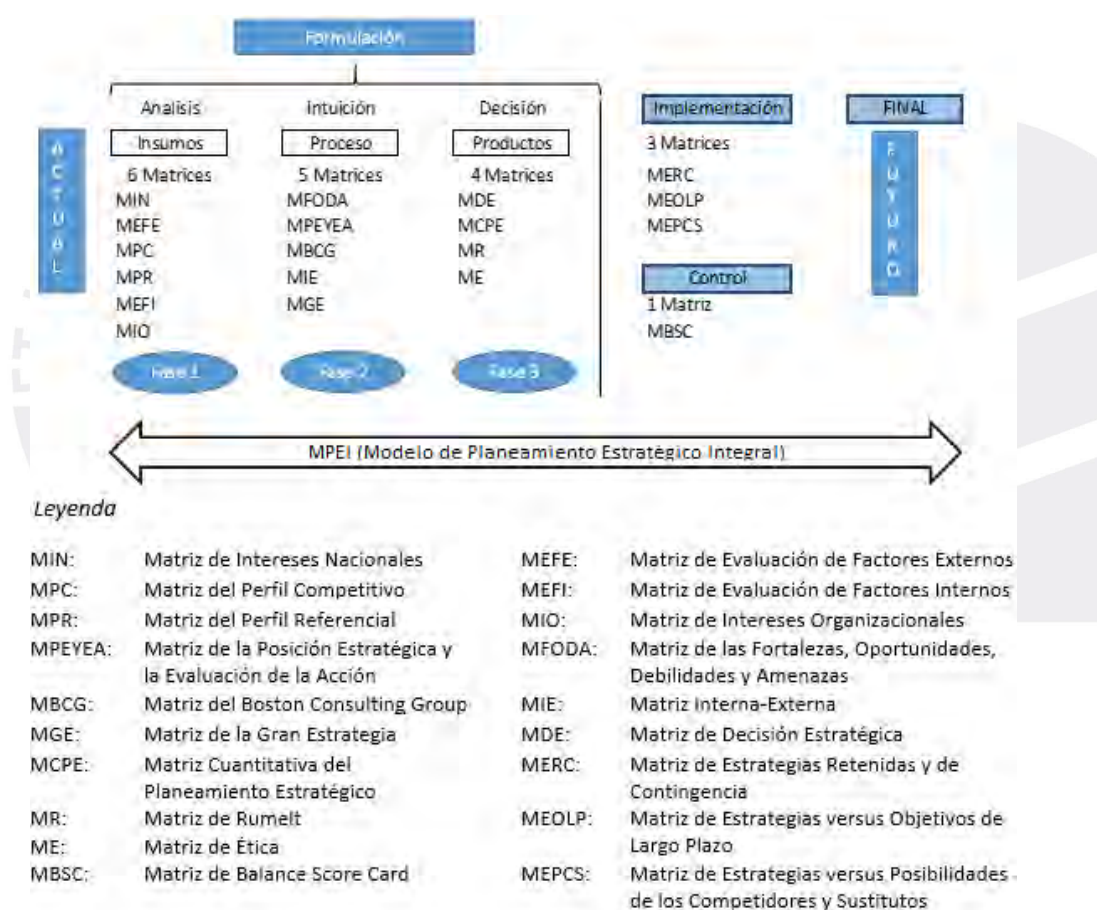 Formulación
Analisis
Intuición
Decisión
Implementación
FINAL
ACTUAL
Insumos
Proceso
Productos
3 Matrices
FUTURO
6 Matrices
5 Matrices
4 Matrices
MERC
MIN
MFODA
MDE
MEOLP
MEFE
MPEYEA
MCPE
MEPCS
MPC
MBCG
MR
MPR
MIE
ME
Control
MEFI
MGE
1 Matriz
MIO
MBSC
Fase 1
Fase 2
Fase 3
MPEI (Modelo de Planeamiento Estratégico Integral)
Leyenda
MIN: Matriz de Intereses Nacionales
MPC: Matriz del Perfil Competitivo
MPR: Matriz del Perfil Referencial
MPEYEA: Matriz de la Posición Estratégica y
la Evaluación de la Acción
MBCG: Matriz del Boston Consulting Group
MGE: Matriz de la Gran Estrategia
MCPE: Matriz Cuantitativa del
Planeamiento Estratégico
MR: Matriz de Rumelt
ME: Matriz de Ética
MBSC: Matriz de Balance Score Card
MEFE: Matriz de Evaluación de Factores Externos
MEFI: Matriz de Evaluación de Factores Internos
MIO: Matriz de Intereses Organizacionales
MFODA: Matriz de las Fortalezas, Oportunidades,
Debilidades y Amenazas
MIE: Matriz Interna-Externa
MDE: Matriz de Decisión Estratégica
MERC: Matriz de Estrategias Retenidas y de
Contingencia
MEOLP: Matriz de Estrategias versus Objetivos de
Largo Plazo
MEPCS: Matriz de Estrategias versus Posibilidades
de los Competidores y Sustitutos